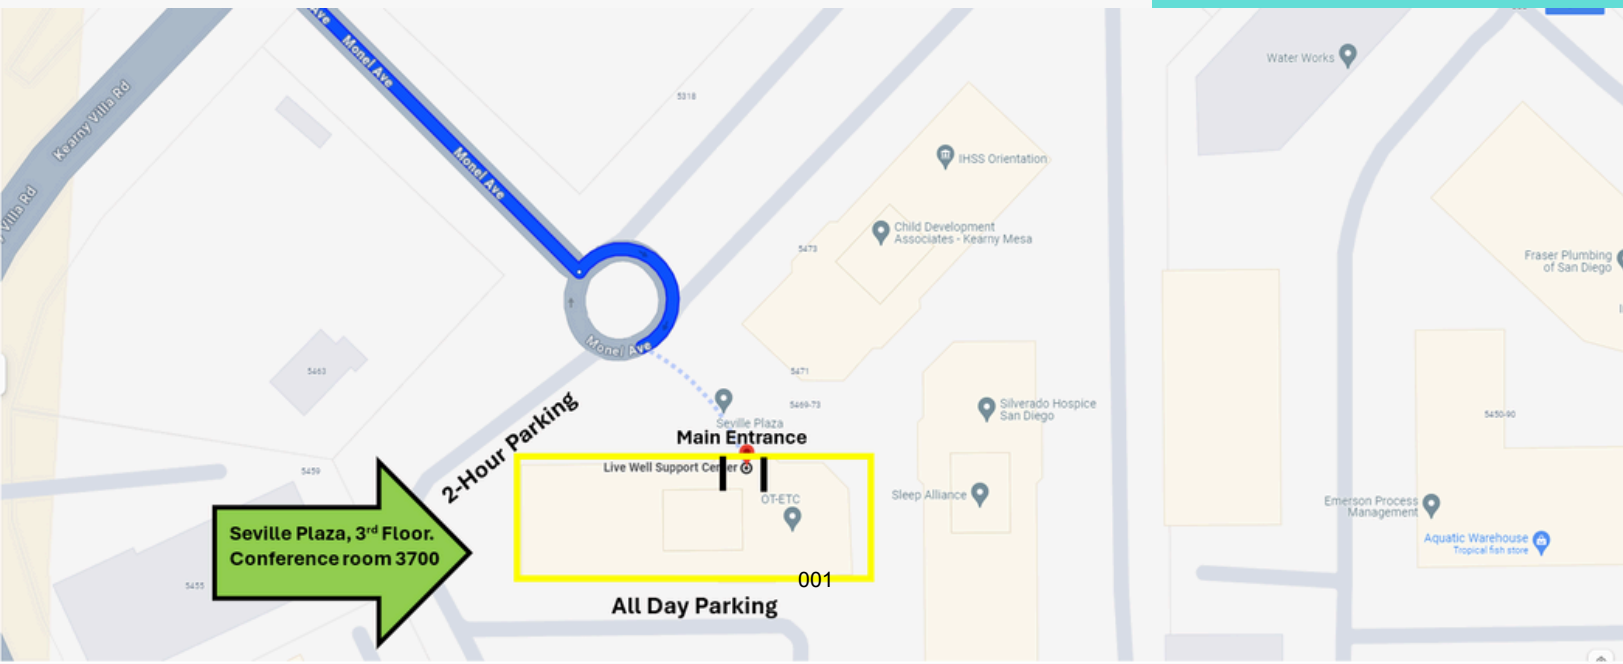 Ave
Monel Ave
Water Works
Kearny Villa Rd
5318
Monel Ave
IHSS Orientation
Villa Rd
Child Development
Associates - Kearny Mesa
5473
Fraser Plumbing
of San Diego
Monel Ave
5463
5471
5469-73
Silverado Hospice
San Diego
5450-90
2-Hour Parking
Seville Plaza
Main Entrance
Live Well Support Center
5459
OT-ETC
Sleep Alliance
Emerson Process
Management
Seville Plaza, 3rd Floor.
Conference room 3700
Aquatic Warehouse
Tropical fish store
5455
001
All Day Parking